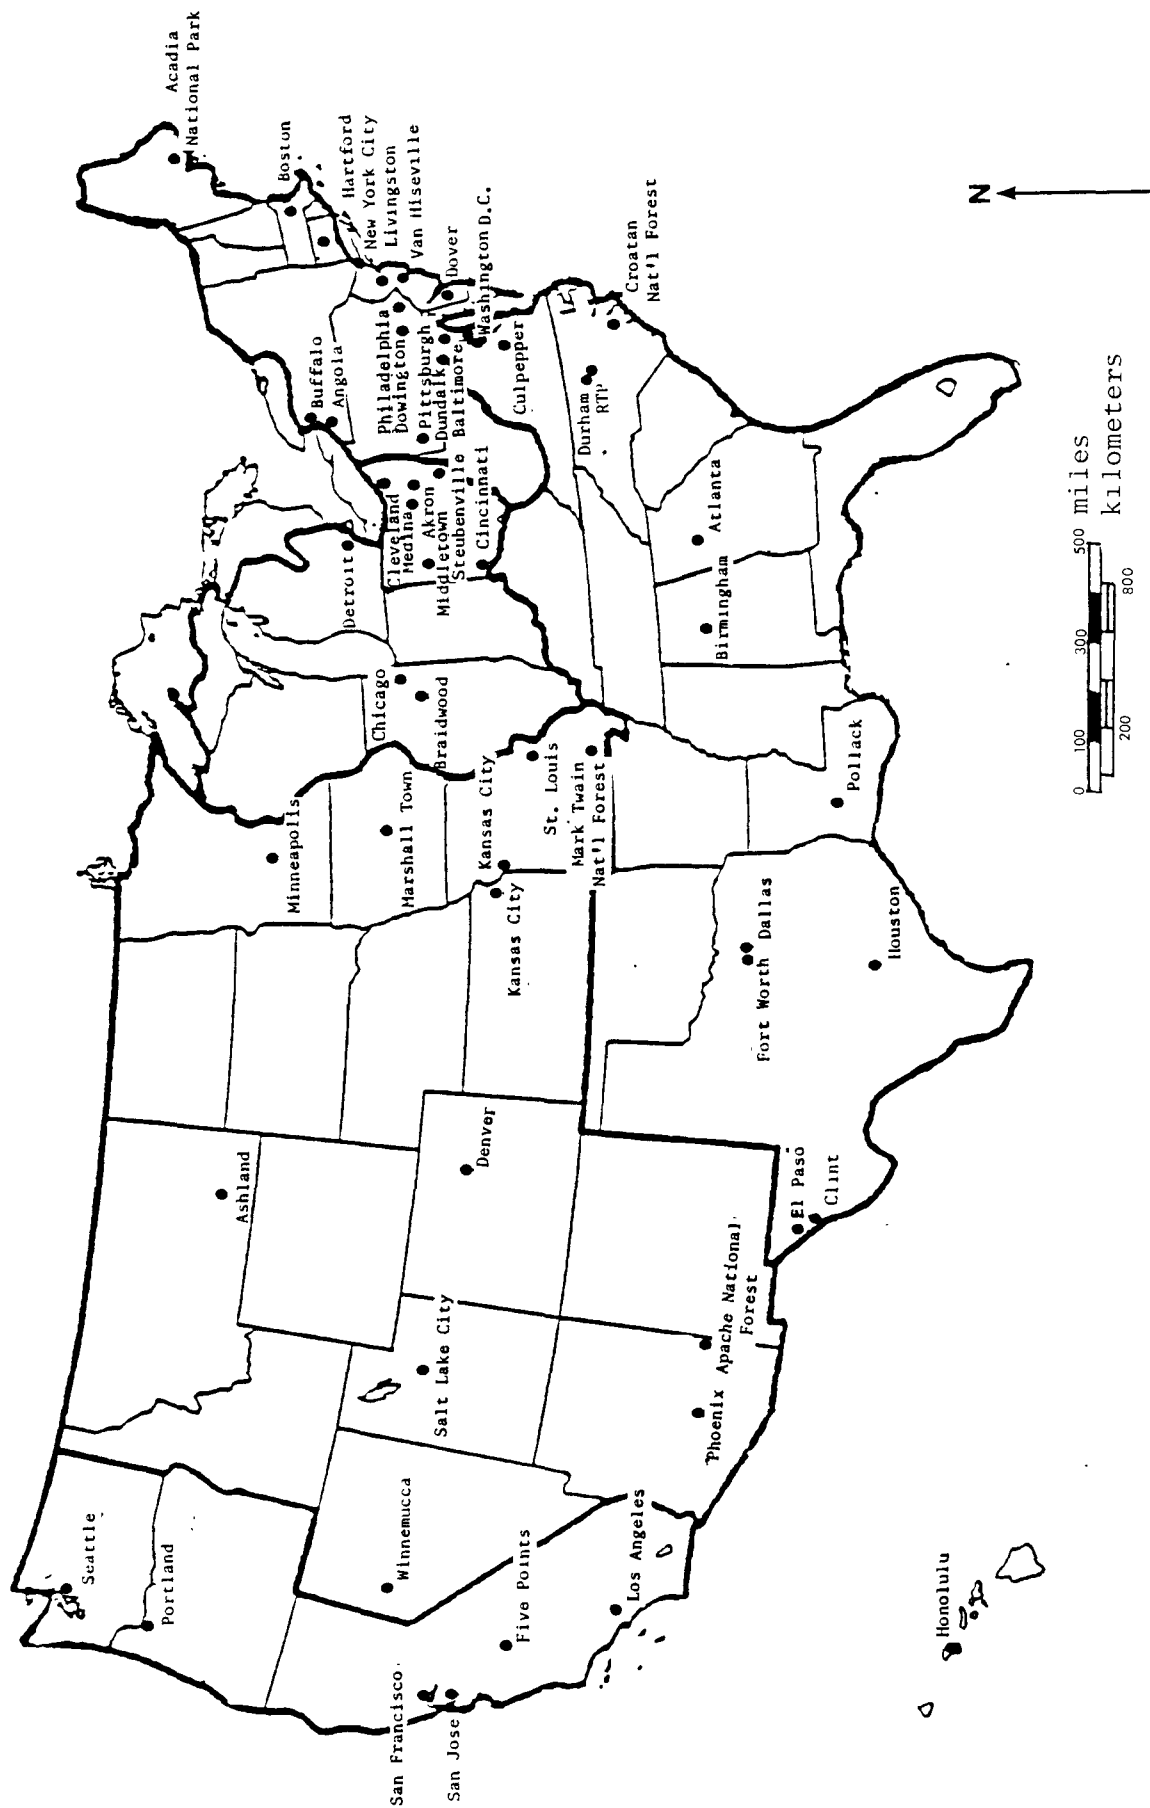 Seattle
Portland
San Francisco
San Jose
Winnemucca
Five Points
Los Angeles
Salt Lake City
Phoenix
Apache National
Forest
Ashland
Denver
El Paso
Clint
Fort Worth
Dallas
Houston
Minneapolis
Marshall Town
Kansas City
Kansas City
St. Louis
Mark Twain
Nat'l Forest
Pollack
Chicago
Braidwood
Detroit
Cleveland
Medina
Akron
Middletown
Steubenville
Cincinnati
Birmingham
Atlanta
Buffalo
Angola
Philadelphia
Dowington
Pittsburgh
Dundalk
Baltimore
Culpepper
Durham
RTP
Acadia
National Park
Boston
Hartford
New York City
Livingston
Van Hiseville
Dover
Washington D.C.
Croatan
Nat'l Forest
Honolulu
N
0 100 300 500 miles
200 800 kilometers